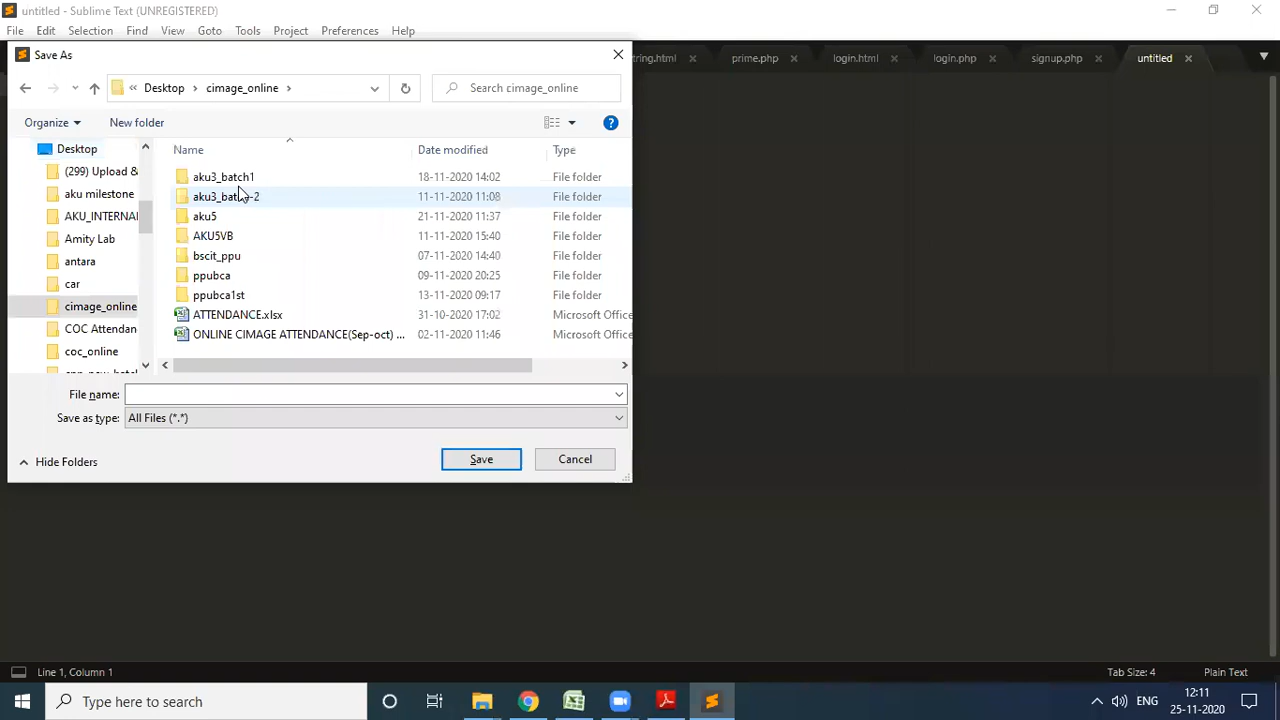 untitled - Sublime Text (UNREGISTERED)
File Edit Selection Find View Goto Tools Project Preferences Help
Save As
tring.html prime.php login.html login.php signup.php untitled
Desktop cimage_online Search cimage_online
Organize New folder
Desktop
(299) Upload &
aku milestone
AKU_INTERNA
Amity Lab
antara
car
cimage_online
COC Attendan
coc_online
Name Date modified Type
aku3_batch1 18-11-2020 14:02 File folder
aku3_batch-2 11-11-2020 11:08 File folder
aku5 21-11-2020 11:37 File folder
AKU5VB 11-11-2020 15:40 File folder
bscit_ppu 07-11-2020 14:40 File folder
ppubca 09-11-2020 20:25 File folder
ppubca1st 13-11-2020 09:17 File folder
ATTENDANCE.xlsx 31-10-2020 17:02 Microsoft Office
ONLINE CIMAGE ATTENDANCE(Sep-oct) ... 02-11-2020 11:46 Microsoft Office
File name:
Save as type: All Files (*.*)
Hide Folders Save Cancel
Line 1, Column 1 Tab Size: 4 Plain Text
Type here to search
ENG 12:11
25-11-2020